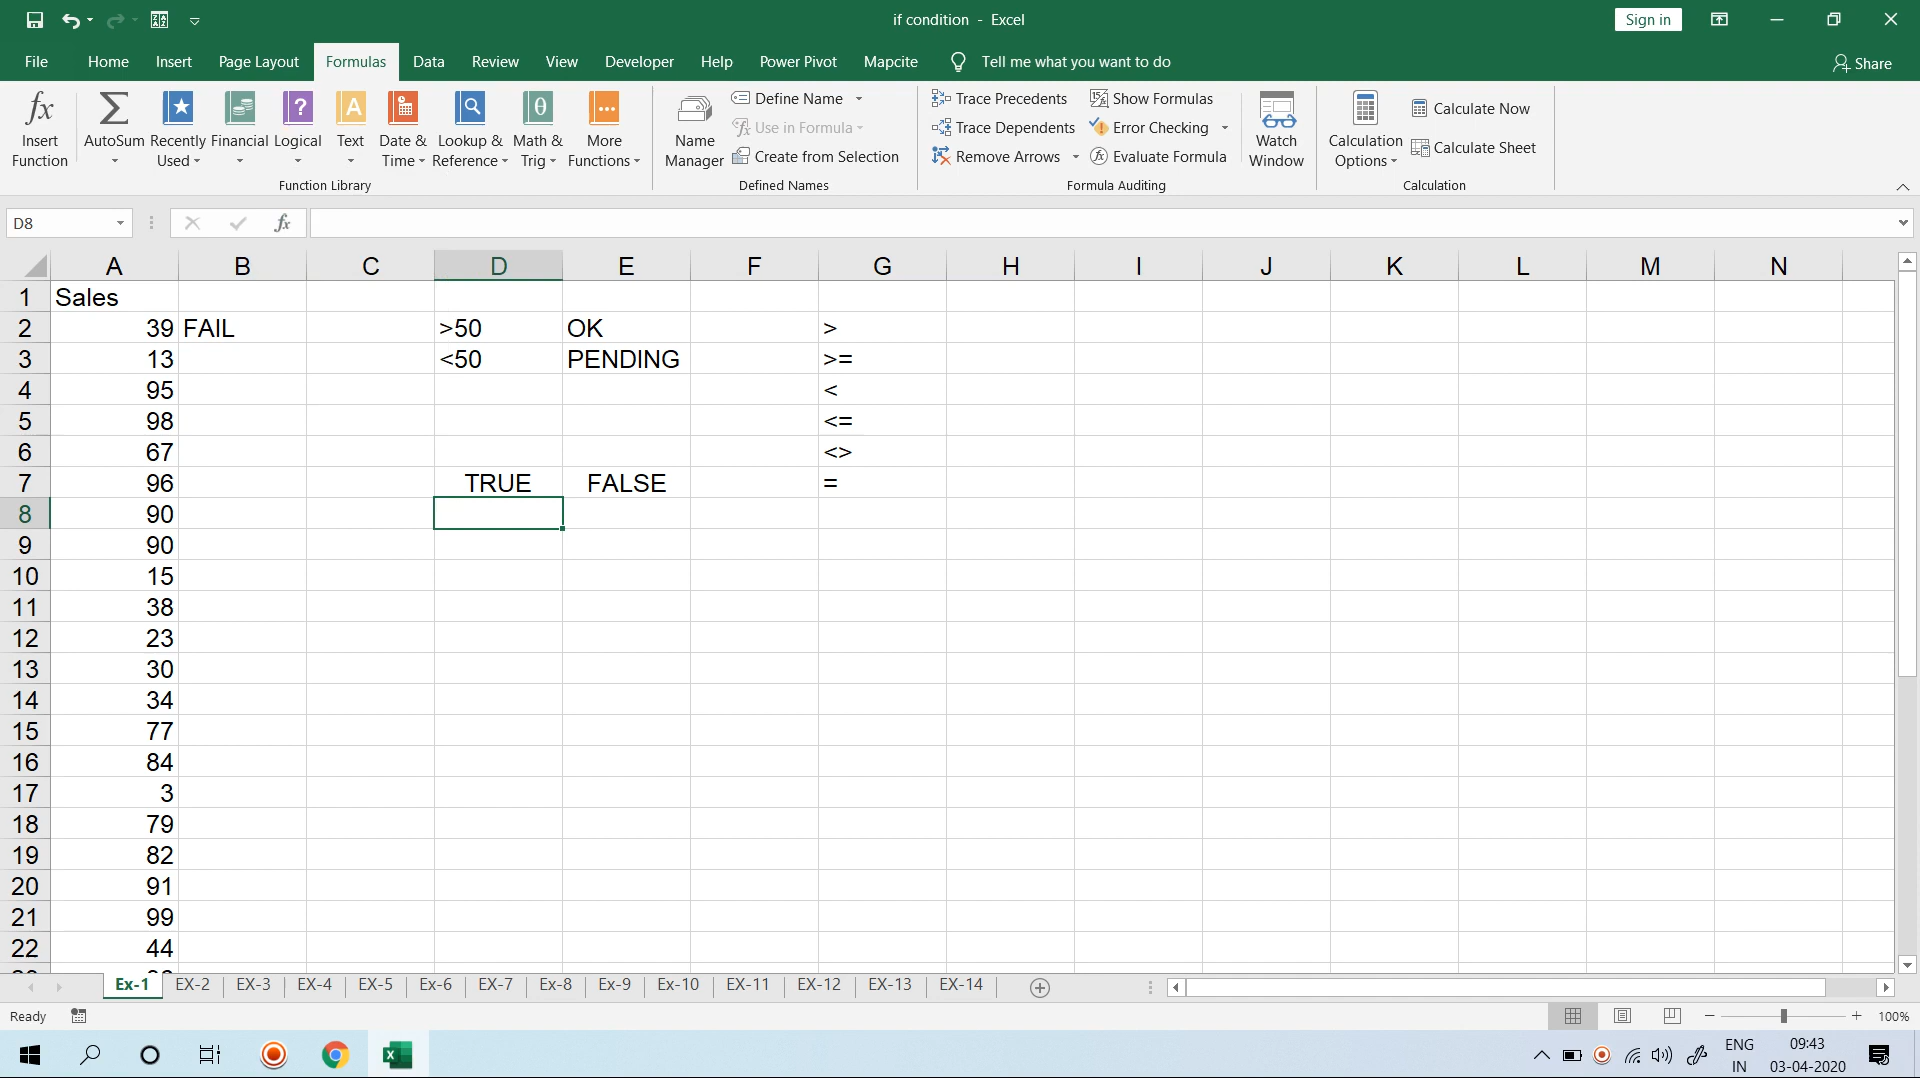 if condition - Excel
Sign in
File Home Insert Page Layout Formulas Data Review View Developer Help Power Pivot Mapcite Tell me what you want to do Share
Insert Function
AutoSum
Recently Used
Financial
Logical
Text
Date & Time
Lookup & Reference
Math & Trig
More Functions
Function Library
Name Manager
Define Name
Use in Formula
Create from Selection
Defined Names
Trace Precedents
Trace Dependents
Remove Arrows
Show Formulas
Error Checking
Evaluate Formula
Formula Auditing
Watch Window
Calculation Options
Calculate Now
Calculate Sheet
Calculation
D8
fx
A B C D E F G H I J K L M N
1 Sales
2 39 FAIL >50 OK >
3 13 <50 PENDING >=
4 95 <
5 98 <=
6 67 <>
7 96 TRUE FALSE =
8 90
9 90
10 15
11 38
12 23
13 30
14 34
15 77
16 84
17 3
18 79
19 82
20 91
21 99
22 44
Ex-1 EX-2 EX-3 EX-4 EX-5 Ex-6 EX-7 Ex-8 Ex-9 Ex-10 EX-11 EX-12 EX-13 EX-14
Ready
100%
ENG
IN
09:43
03-04-2020